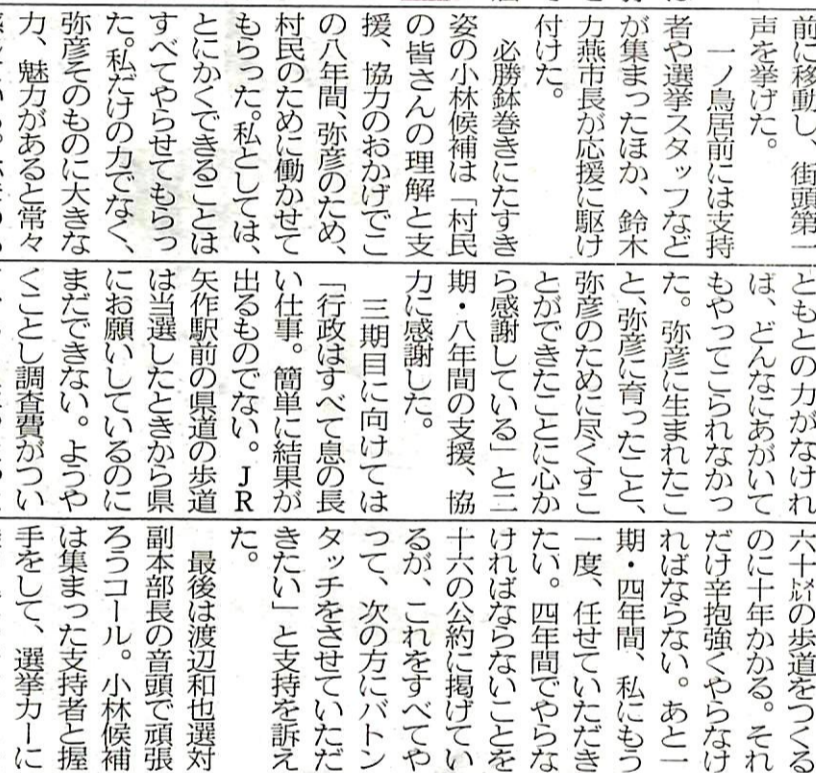 前に移動し、街頭第一
声を挙げた。
　一ノ鳥居前には支持
者や選挙スタッフなど
が集まったほか、鈴木
力燕市長が応援に駆け
付けた。
　必勝鉢巻きにたすき
姿の小林候補は「村民
の皆さんの理解と支
援、協力のおかげでこ
の八年間、弥彦のため、
村民のために働かせて
もらった。私としては、
とにかくできることは
すべてやらせてもらっ
た。私だけの力でなく、
弥彦そのものに大きな
力、魅力があると常々
ともとの力がなけれ
ば、どんなにあがいて
もやってこられなかっ
た。弥彦に生まれたこ
と、弥彦に育ったこと、
弥彦のために尽くすこ
とができたことに心か
ら感謝している」と二
期・八年間の支援、協
力に感謝した。
　三期目に向けては
「行政はすべて息の長
い仕事。簡単に結果が
出るものでない。ＪＲ
矢作駅前の県道の歩道
は当選したときから県
にお願いしているのに
まだできない。ようや
くことし調査費がつい
六十㍍の歩道をつくる
のに十年かかる。それ
だけ辛抱強くやらなけ
ればならない。あと一
期・四年間、私にもう
一度、任せていただき
たい。四年間でやらな
ければならないことを
十六の公約に掲げてい
るが、これをすべてや
って、次の方にバトン
タッチをさせていただ
きたい」と支持を訴え
た。
　最後は渡辺和也選対
副本部長の音頭で頑張
ろうコール。小林候補
は集まった支持者と握
手をして、選挙カーに